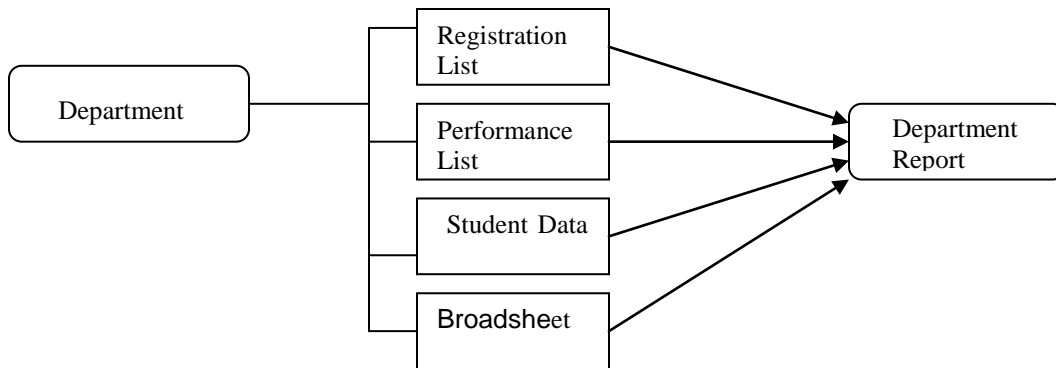 Department
Registration
List
Performance
List
Student Data
Broadsheet
Department
Report